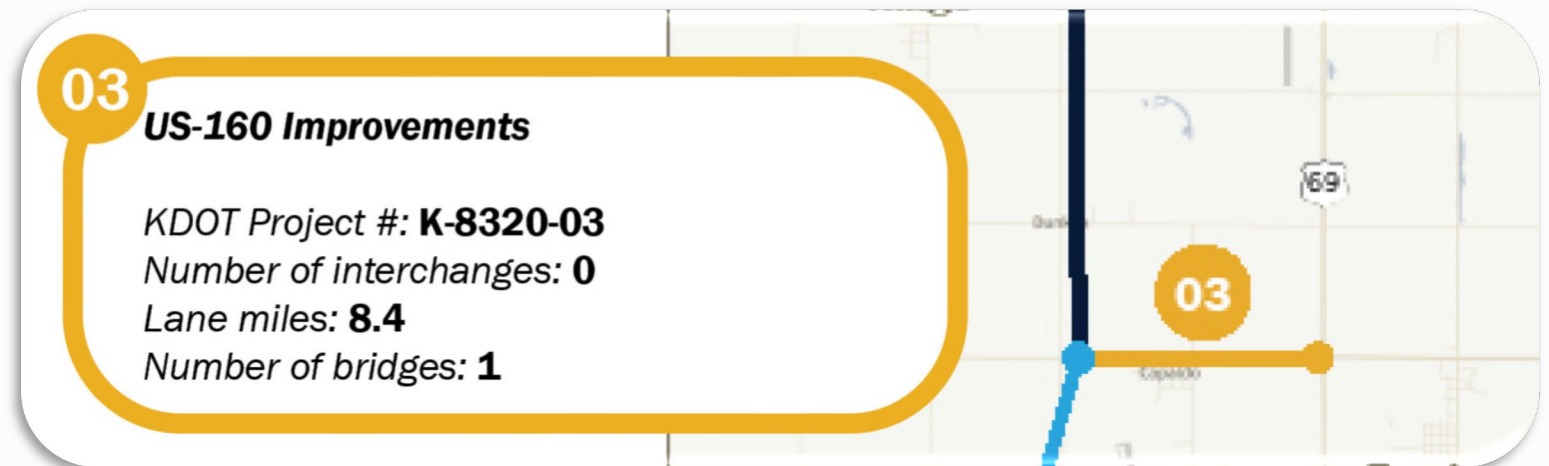 03
US-160 Improvements
KDOT Project #: K-8320-03
Number of interchanges: 0
Lane miles: 8.4
Number of bridges: 1
69
03
Capaldo